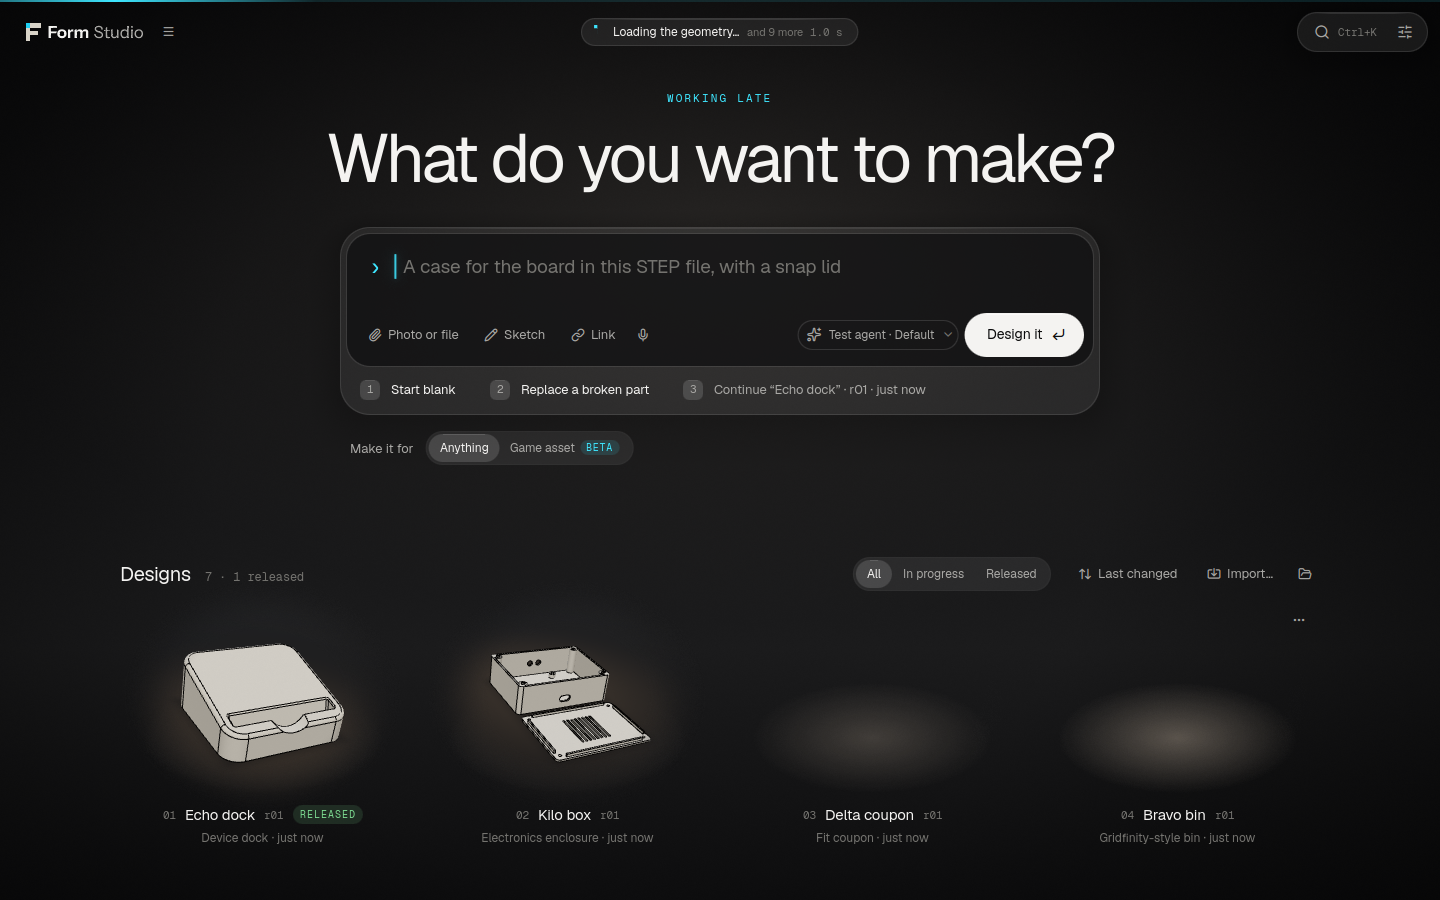 Form Studio
Loading the geometry... and 9 more 1.0 s
Ctrl+K
WORKING LATE
What do you want to make?
› A case for the board in this STEP file, with a snap lid
Photo or file Sketch Link Test agent · Default Design it
1 Start blank 2 Replace a broken part 3 Continue “Echo dock” · r01 · just now
Make it for Anything Game asset BETA
Designs 7 · 1 released All In progress Released Last changed Import...
01 Echo dock r01 RELEASED 02 Kilo box r01 03 Delta coupon r01 04 Bravo bin r01
Device dock · just now Electronics enclosure · just now Fit coupon · just now Gridfinity-style bin · just now